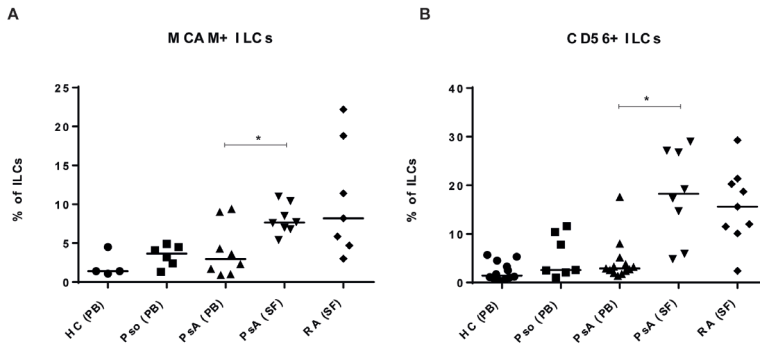 A
MCAM+ ILCs
% of ILCs
25
20
15
10
5
0
*
HC (PB)
Pso (PB)
PsA (PB)
PsA (SF)
RA (SF)
B
CD56+ ILCs
% of ILCs
40
30
20
10
0
*
HC (PB)
Pso (PB)
PsA (PB)
PsA (SF)
RA (SF)